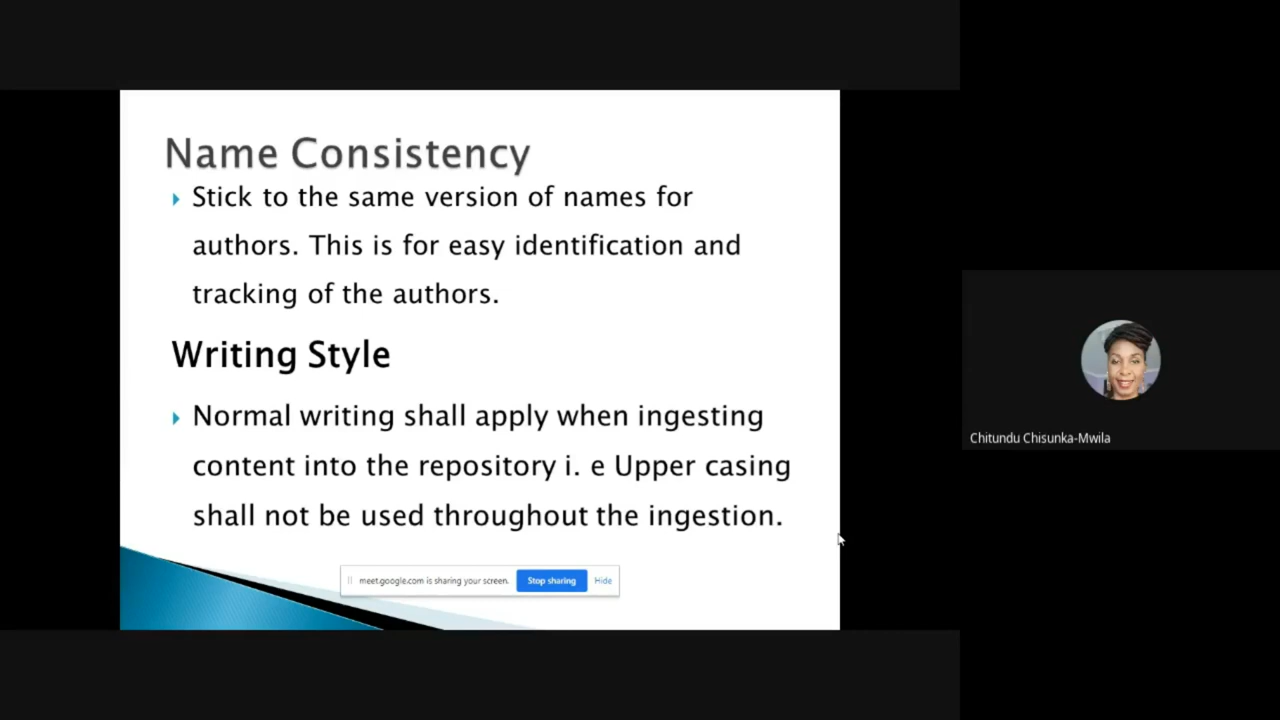 Name Consistency
Stick to the same version of names for
authors. This is for easy identification and
tracking of the authors.
Writing Style
Normal writing shall apply when ingesting
content into the repository i. e Upper casing
shall not be used throughout the ingestion.
meet.google.com is sharing your screen. Stop sharing Hide
Chitundu Chisunka-Mwila